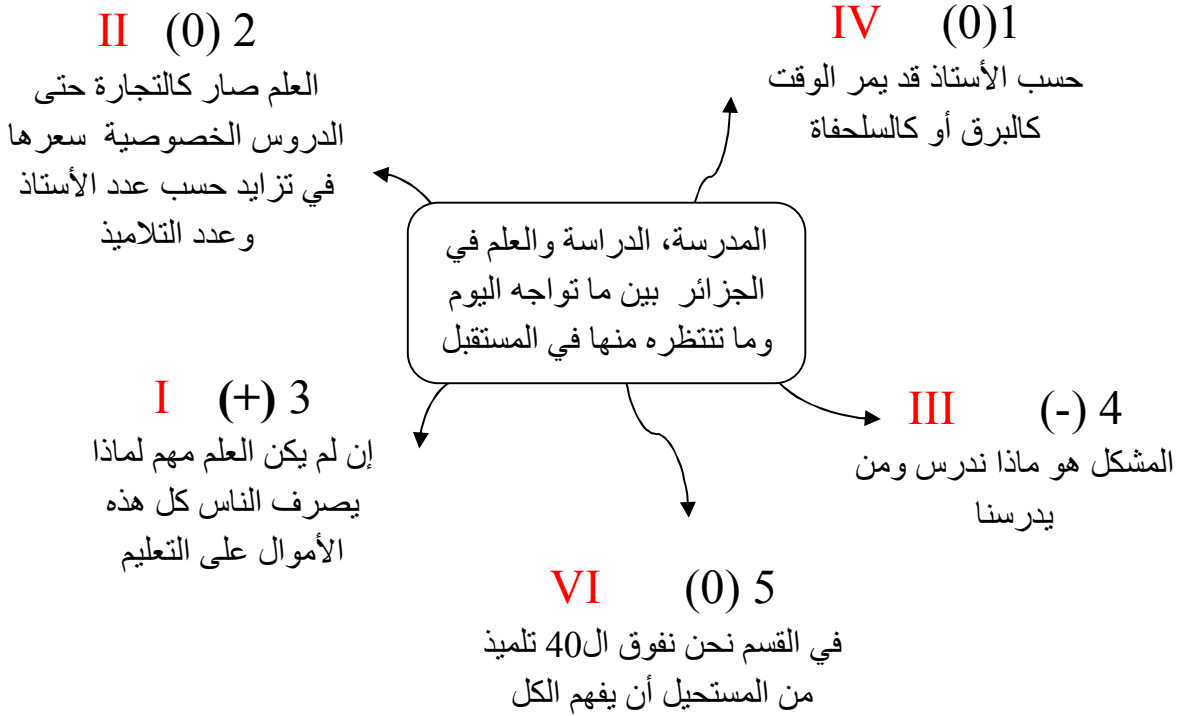 IV (0)1
حسب الأستاذ قد يمر الوقت
كالبرق أو كالسلحفاة
II (0) 2
العلم صار كالتجارة حتى
الدروس الخصوصية سعرها
في تزايد حسب عدد الأستاذ
وعدد التلاميذ
المدرسة، الدراسة والعلم في
الجزائر بين ما تواجه اليوم
وما تنتظره منها في المستقبل
I (+) 3
إن لم يكن العلم مهم لماذا
يصرف الناس كل هذه
الأموال على التعليم
III (-) 4
المشكل هو ماذا ندرس ومن
يدرسنا
VI (0) 5
في القسم نحن نفوق ال40 تلميذ
من المستحيل أن يفهم الكل